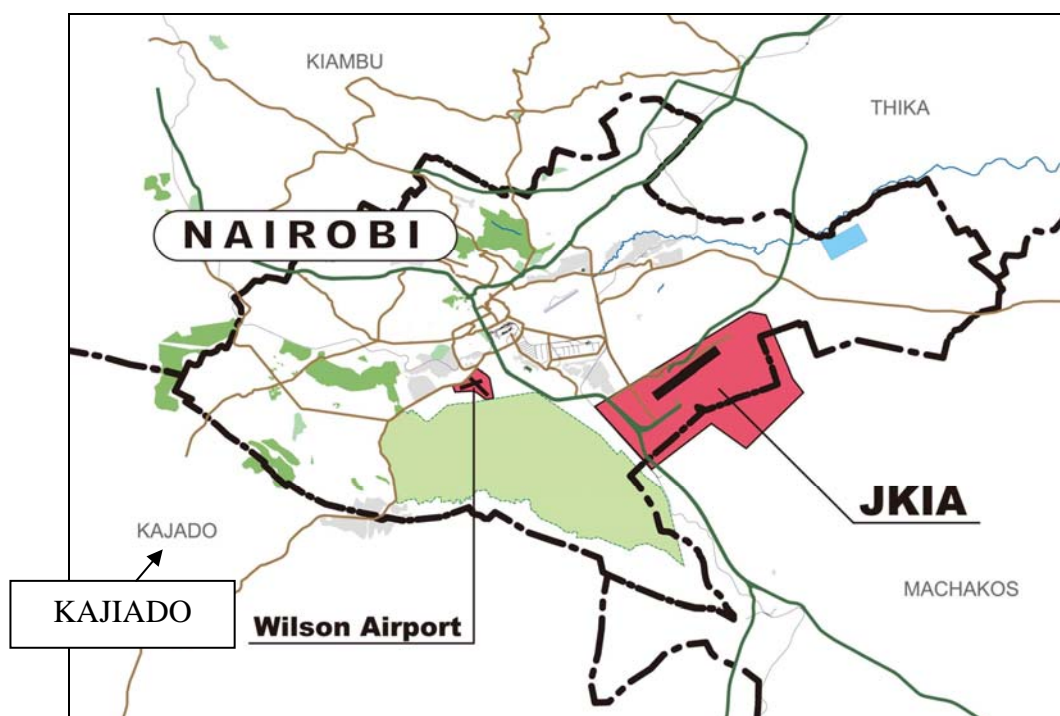 KIAMBU
THIKA
NAIROBI
JKIA
KAJADO
KAJIADO
MACHAKOS
Wilson Airport